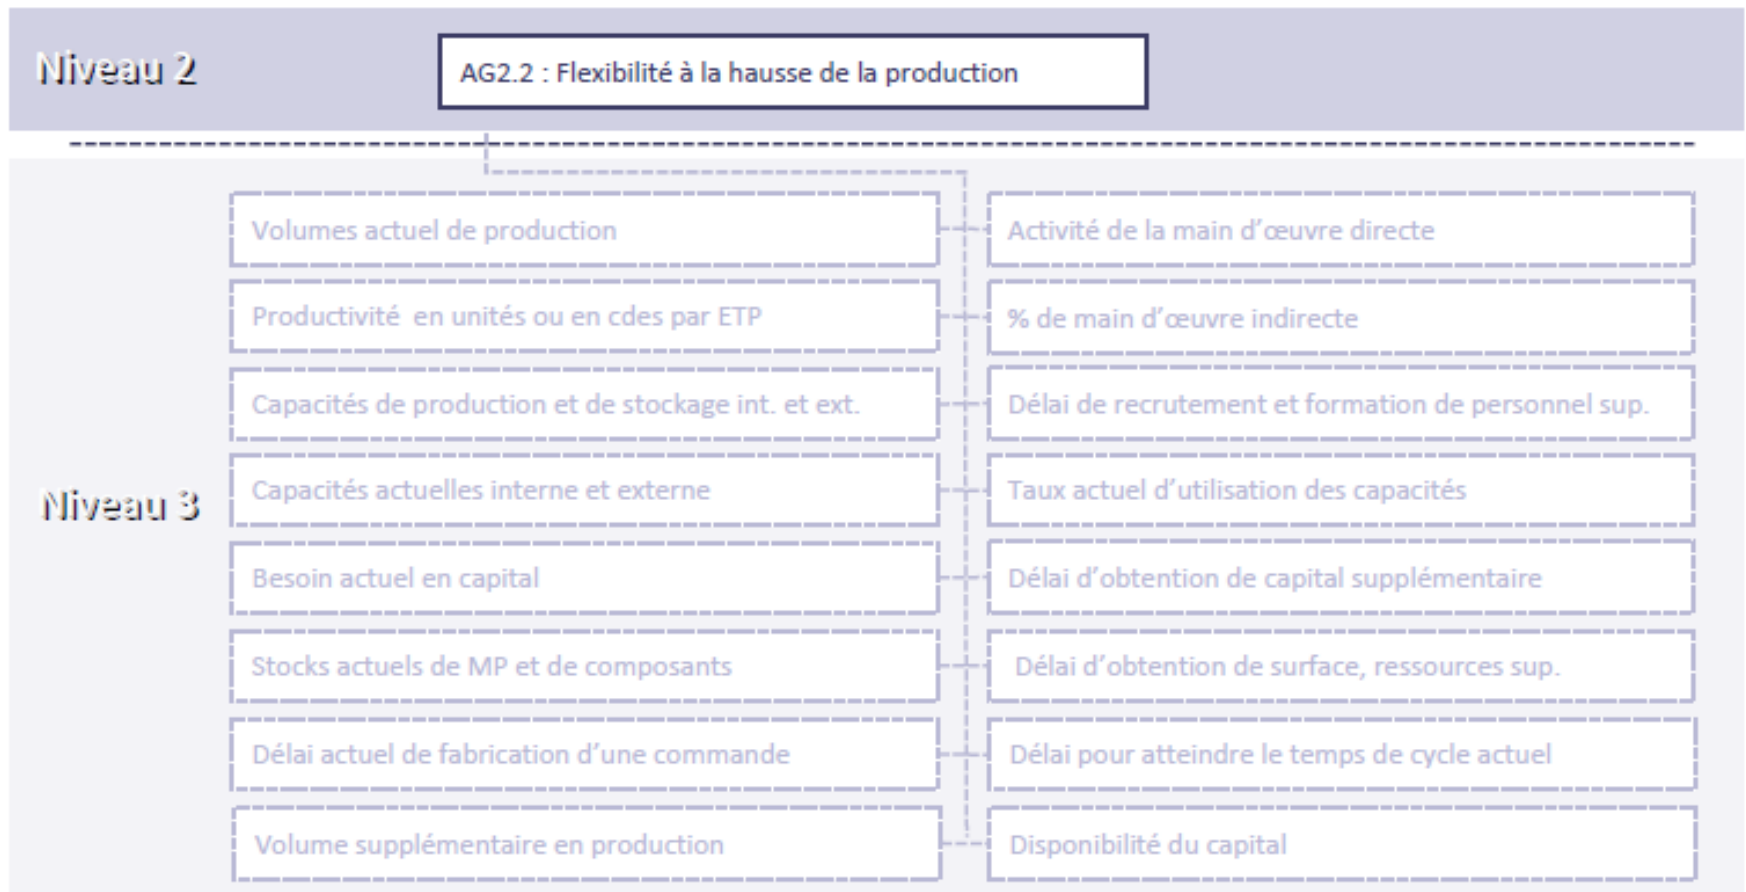 Niveau 2
AG2.2 : Flexibilité à la hausse de la production
Volumes actuel de production
Activité de la main d'œuvre directe
Productivité en unités ou en cdes par ETP
% de main d'œuvre indirecte
Capacités de production et de stockage int. et ext.
Délai de recrutement et formation de personnel sup.
Niveau 3
Capacités actuelles interne et externe
Taux actuel d'utilisation des capacités
Besoin actuel en capital
Délai d'obtention de capital supplémentaire
Stocks actuels de MP et de composants
Délai d'obtention de surface, ressources sup.
Délai actuel de fabrication d'une commande
Délai pour atteindre le temps de cycle actuel
Volume supplémentaire en production
Disponibilité du capital